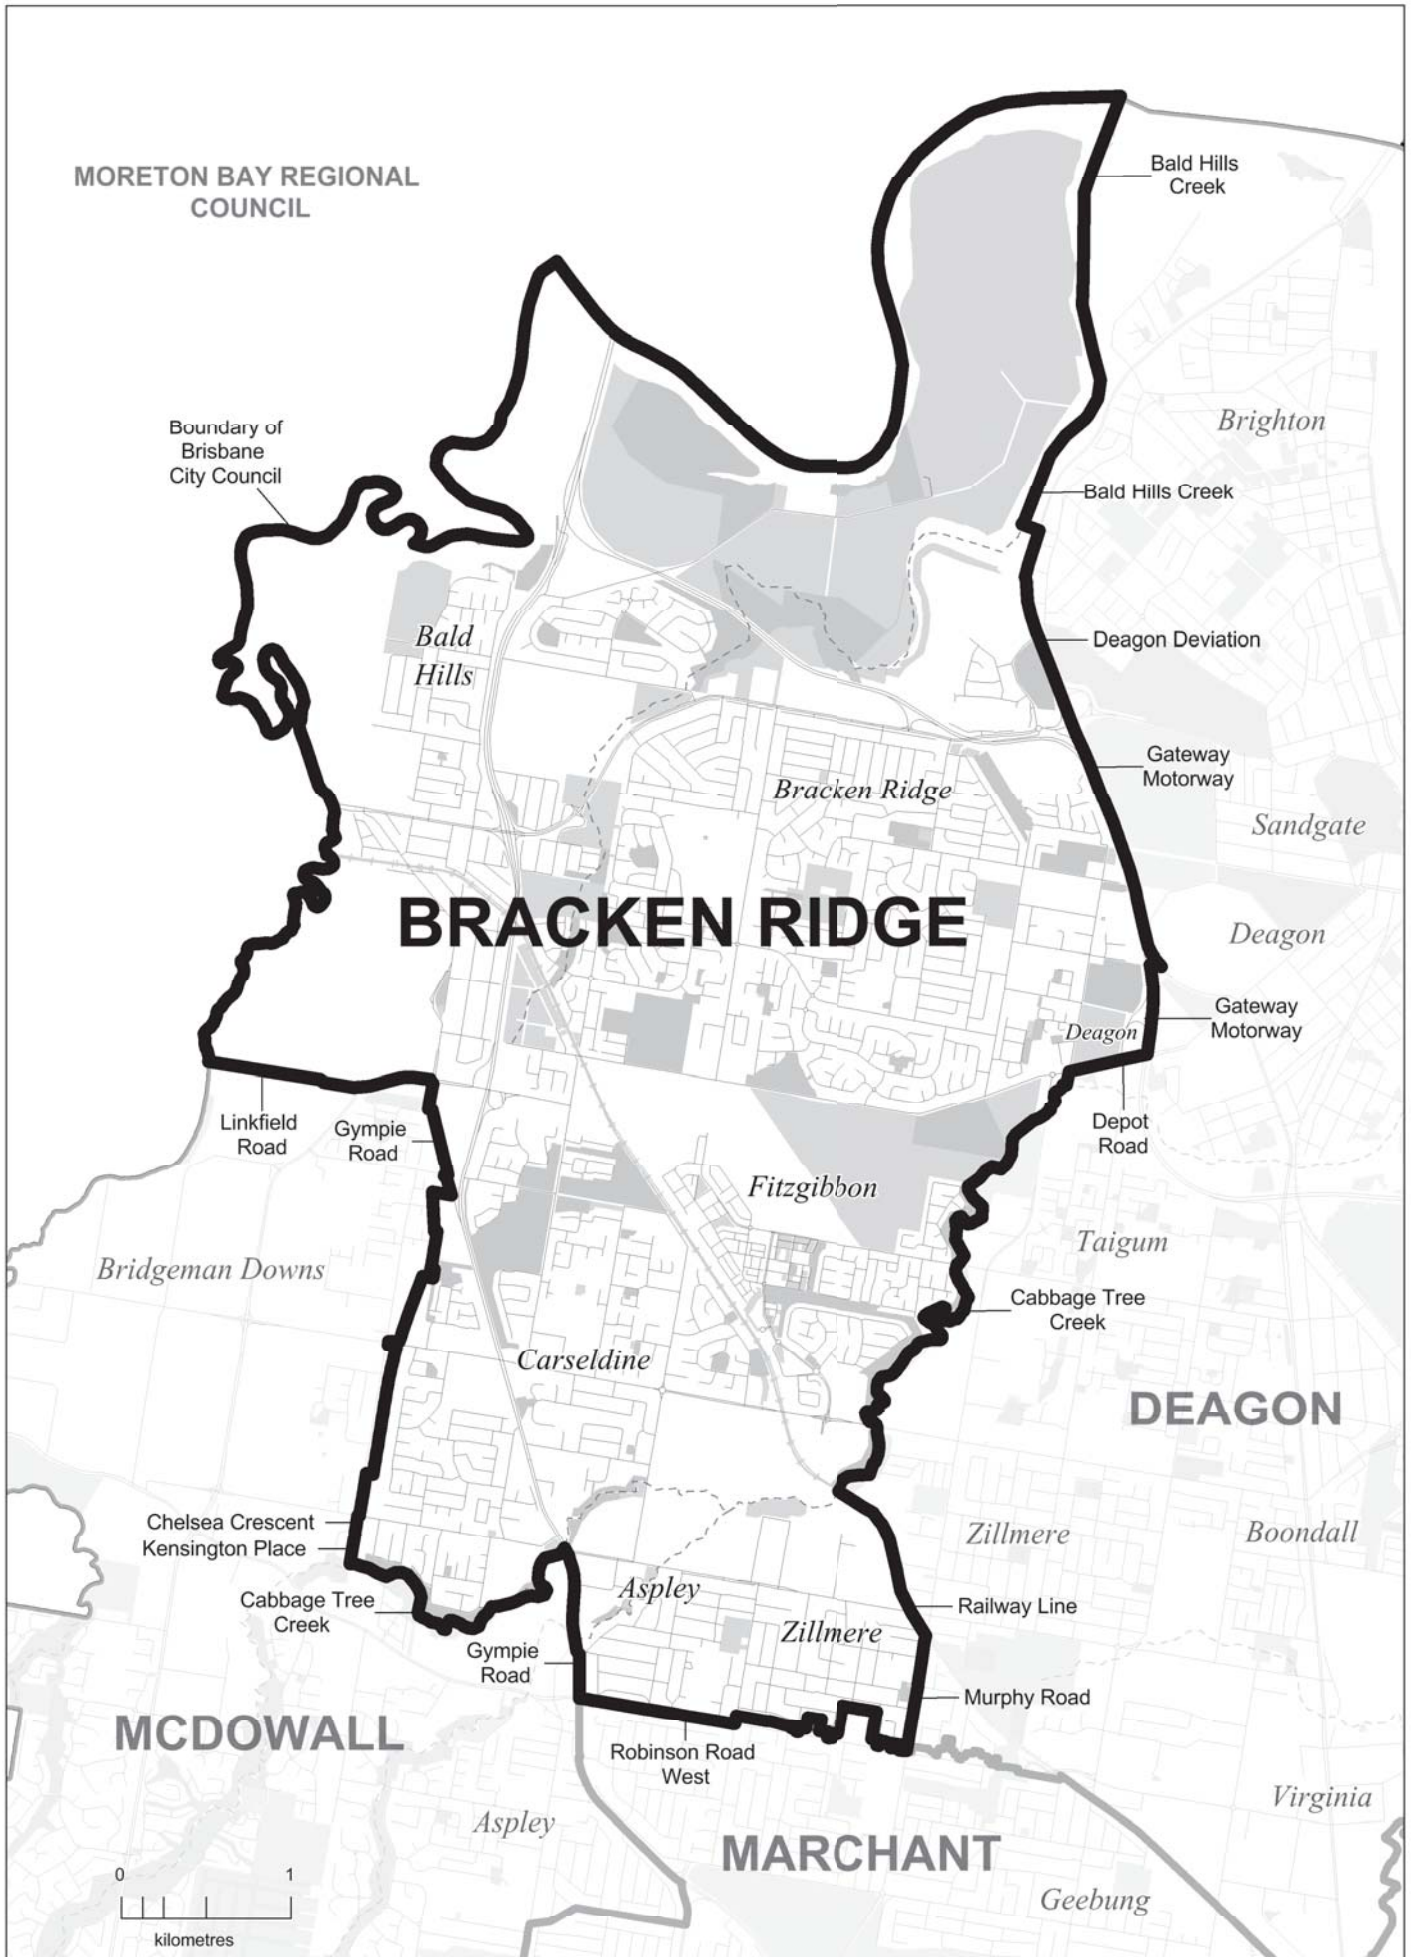 MORETON BAY REGIONAL
COUNCIL
Bald Hills
Creek
Boundary of
Brisbane
City Council
Brighton
Bald Hills Creek
Bald
Hills
Deagon Deviation
Gateway
Motorway
Bracken Ridge
Sandgate
BRACKEN RIDGE
Deagon
Gateway
Motorway
Deagon
Linkfield
Road
Gympie
Road
Depot
Road
Fitzgibbon
Taigum
Bridgeman Downs
Cabbage Tree
Creek
Carseldine
DEAGON
Chelsea Crescent
Kensington Place
Zillmere
Boondall
Cabbage Tree
Creek
Aspley
Railway Line
Zillmere
Gympie
Road
Murphy Road
MCDOWALL
Robinson Road
West
Virginia
Aspley
MARCHANT
0 1
kilometres
Geebung